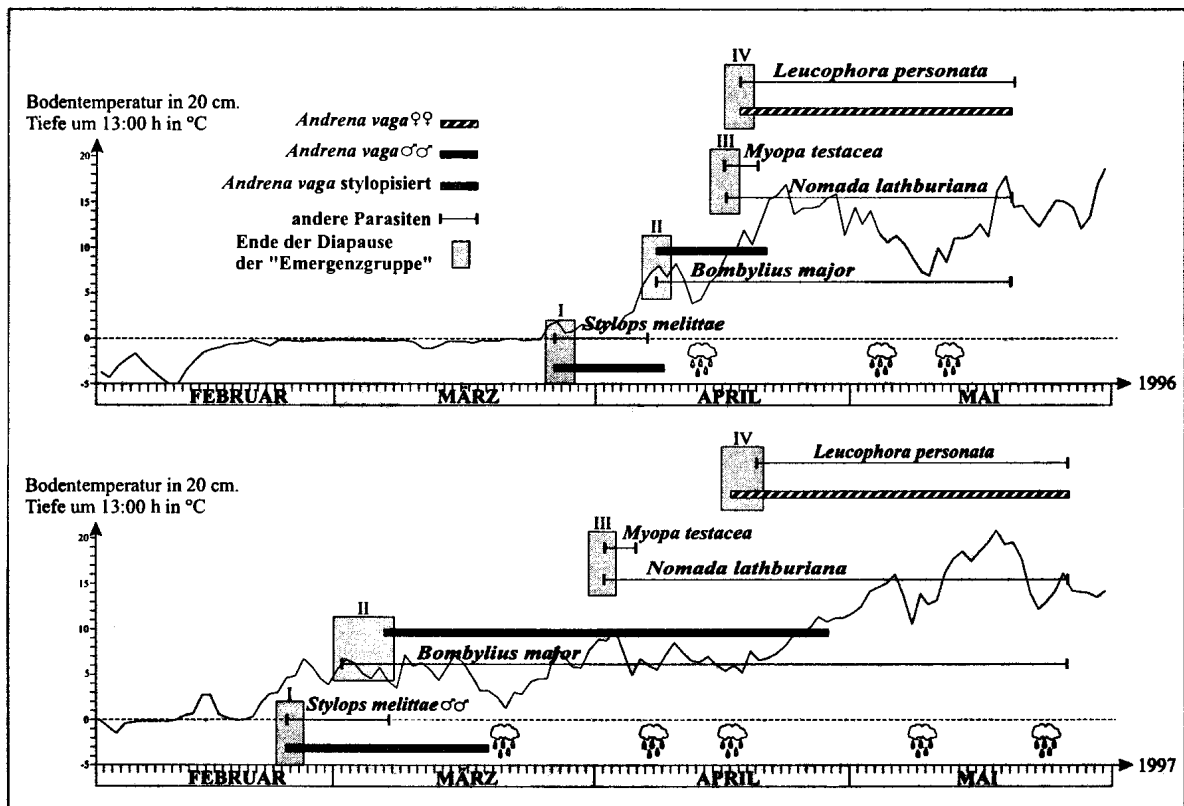 IV
Leucophora personata
Bodentemperatur in 20 cm.
Tiefe um 13:00 h in °C
Andrena vaga ♀♀
Andrena vaga ♂♂
Andrena vaga stylopisiert
andere Parasiten
Ende der Diapause
der "Emergenzgruppe"
III
Myopa testacea
Nomada lathburiana
II
Bombylius major
I
Stylops melittae
20
15
10
5
0
-5
FEBRUAR MÄRZ APRIL MAI 1996
IV
Leucophora personata
Bodentemperatur in 20 cm.
Tiefe um 13:00 h in °C
III
Myopa testacea
Nomada lathburiana
II
Bombylius major
I
Stylops melittae ♂♂
20
15
10
5
0
-5
FEBRUAR MÄRZ APRIL MAI 1997